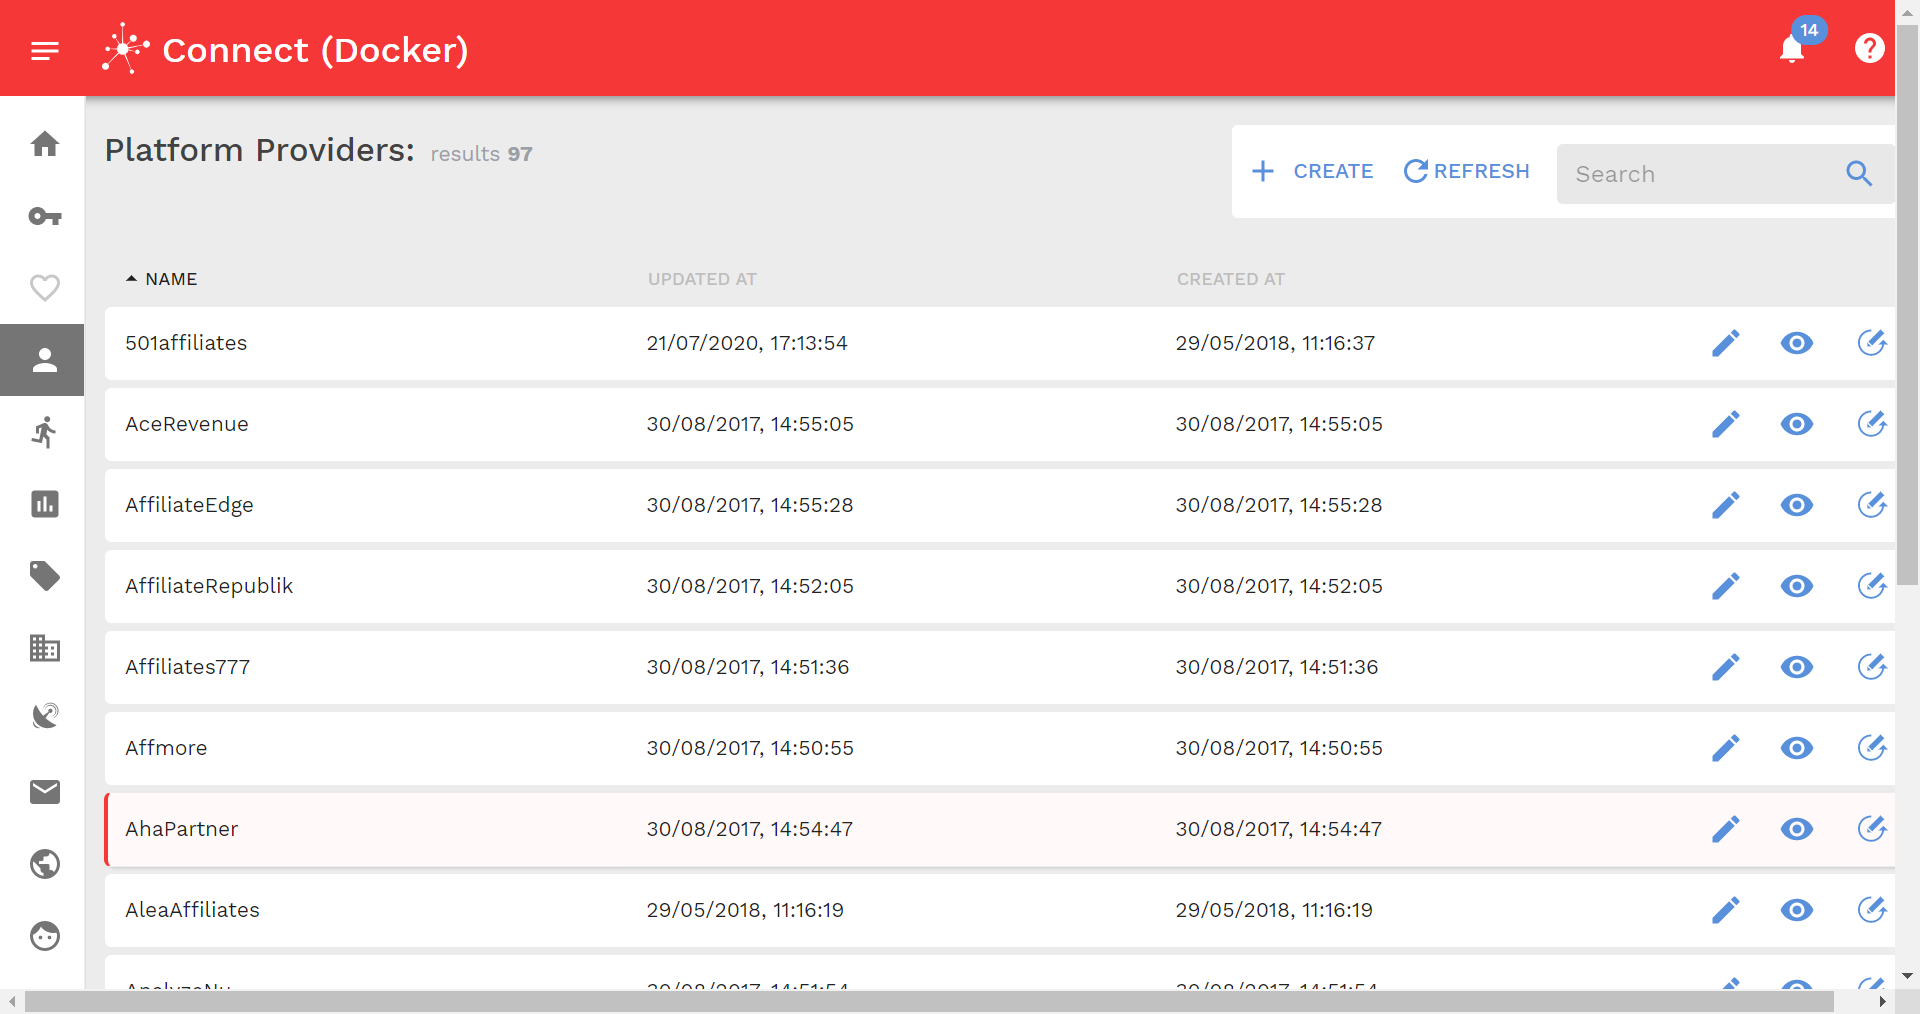 Connect (Docker)
14
Platform Providers: results 97
CREATE REFRESH Search
NAME UPDATED AT CREATED AT
501affiliates 21/07/2020, 17:13:54 29/05/2018, 11:16:37
AceRevenue 30/08/2017, 14:55:05 30/08/2017, 14:55:05
AffiliateEdge 30/08/2017, 14:55:28 30/08/2017, 14:55:28
AffiliateRepublik 30/08/2017, 14:52:05 30/08/2017, 14:52:05
Affiliates777 30/08/2017, 14:51:36 30/08/2017, 14:51:36
Affmore 30/08/2017, 14:50:55 30/08/2017, 14:50:55
AhaPartner 30/08/2017, 14:54:47 30/08/2017, 14:54:47
AleaAffiliates 29/05/2018, 11:16:19 29/05/2018, 11:16:19